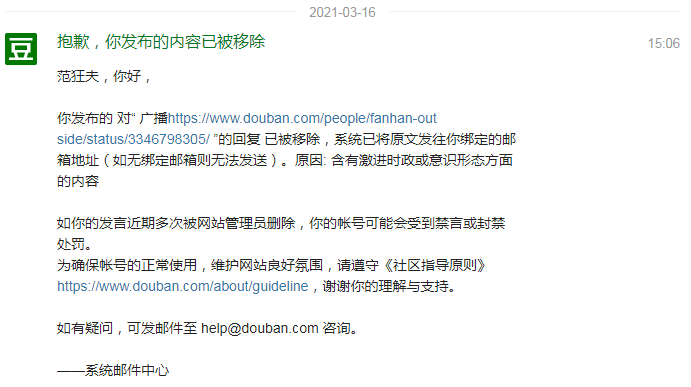 2021-03-16
豆
抱歉，你发布的内容已被移除
15:06
范狂夫，你好，
你发布的 对“ 广播https://www.douban.com/people/fanhan-out
side/status/3346798305/ ”的回复 已被移除，系统已将原文发往你绑定的邮
箱地址（如无绑定邮箱则无法发送）。原因: 含有激进时政或意识形态方面
的内容
如你的发言近期多次被网站管理员删除，你的帐号可能会受到禁言或封禁
处罚。
为确保帐号的正常使用，维护网站良好氛围，请遵守《社区指导原则》
https://www.douban.com/about/guideline，谢谢你的理解与支持。
如有疑问，可发邮件至 help@douban.com 咨询。
——系统邮件中心